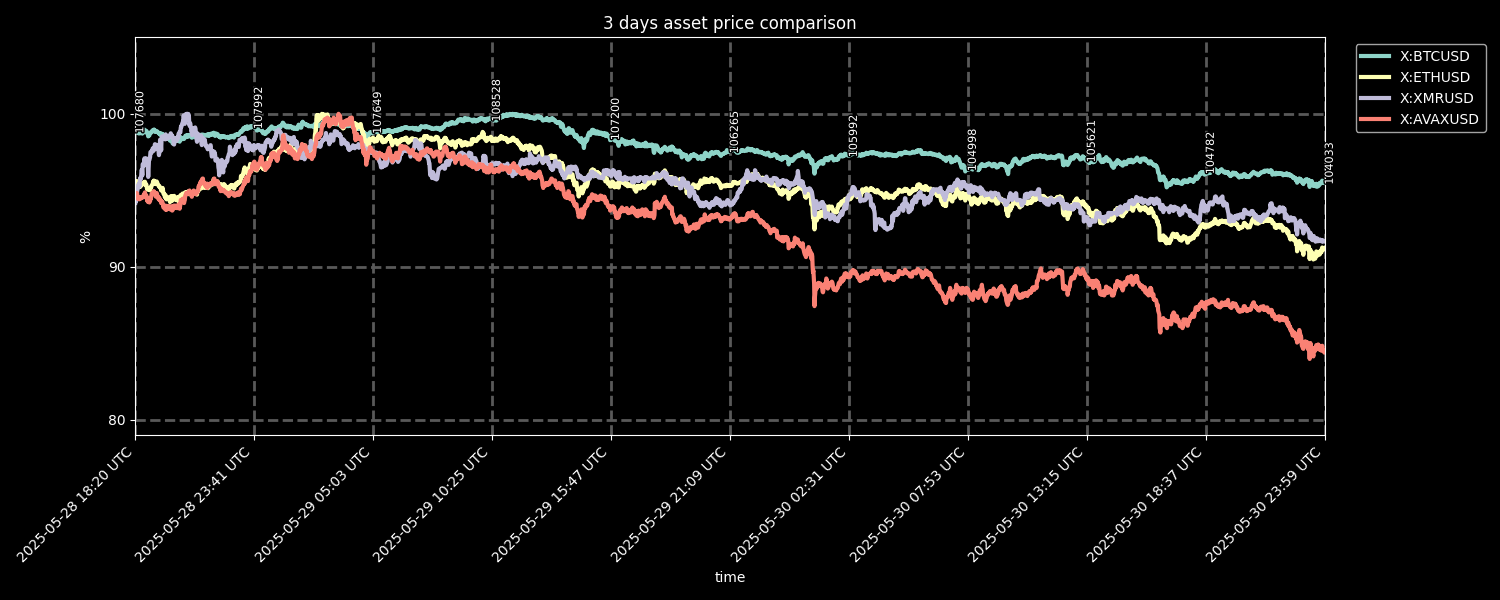 3 days asset price comparison
X:BTCUSD
X:ETHUSD
X:XMRUSD
X:AVAXUSD
%
100
90
80
107680
107992
107649
108528
107200
106265
105992
104998
105621
104782
104033
2025-05-28 18:20 UTC
2025-05-28 23:41 UTC
2025-05-29 05:03 UTC
2025-05-29 10:25 UTC
2025-05-29 15:47 UTC
2025-05-29 21:09 UTC
2025-05-30 02:31 UTC
2025-05-30 07:53 UTC
2025-05-30 13:15 UTC
2025-05-30 18:37 UTC
2025-05-30 23:59 UTC
time